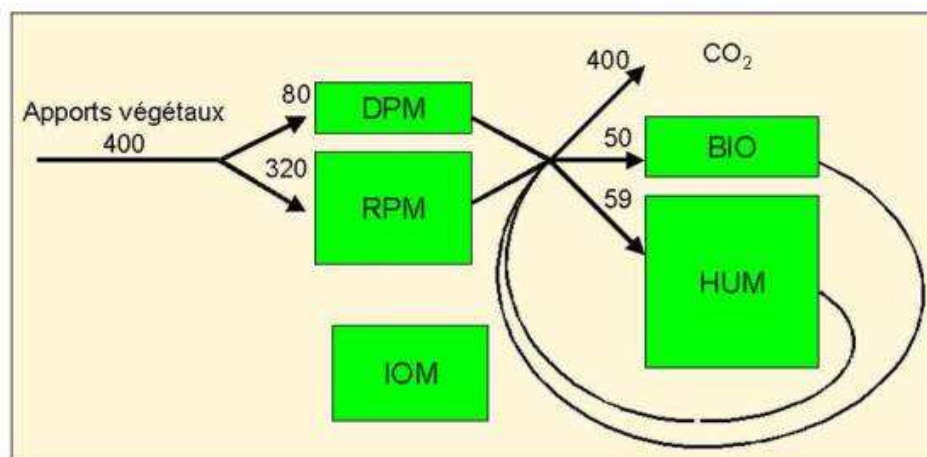 Apports végétaux
400
80
320
DPM
RPM
IOM
400
CO₂
50
BIO
59
HUM